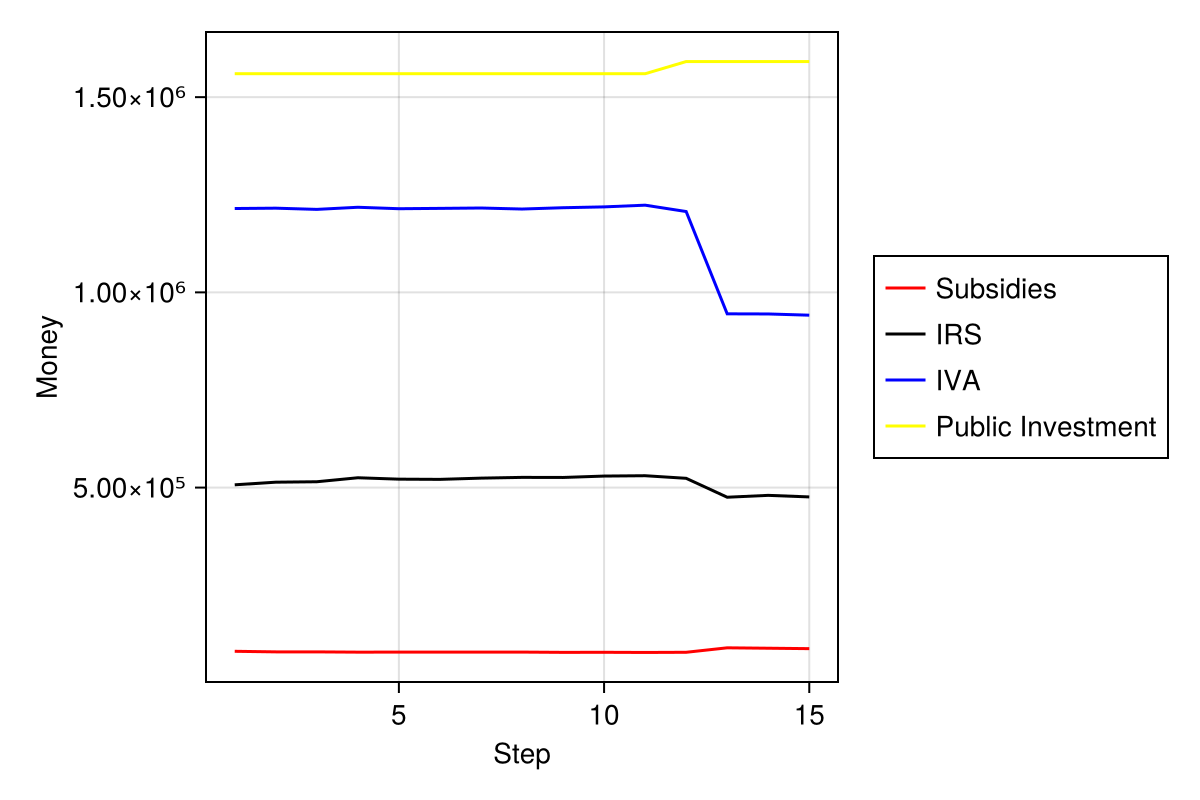 1.50×10⁶
1.00×10⁶
5.00×10⁵
Money
5
10
15
Step
Subsidies
IRS
IVA
Public Investment